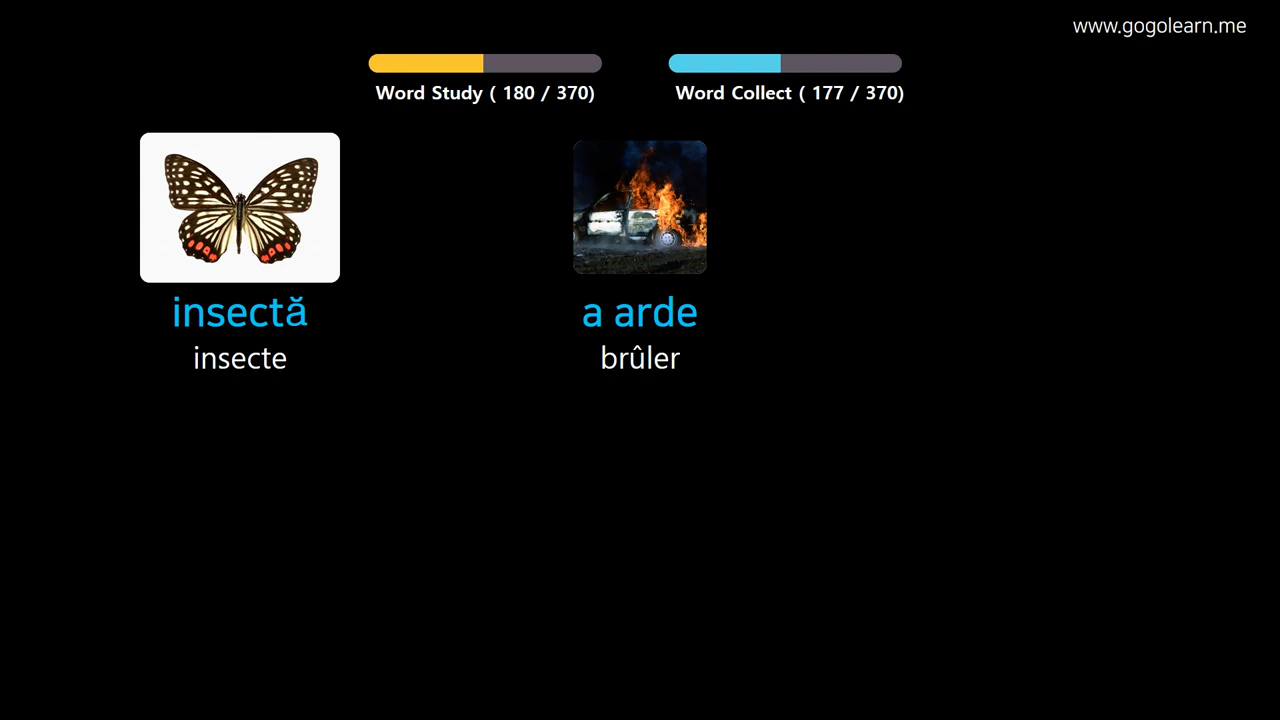 www.gogolearn.me
Word Study ( 180 / 370)
Word Collect ( 177 / 370)
insectă
insecte
a arde
brûler